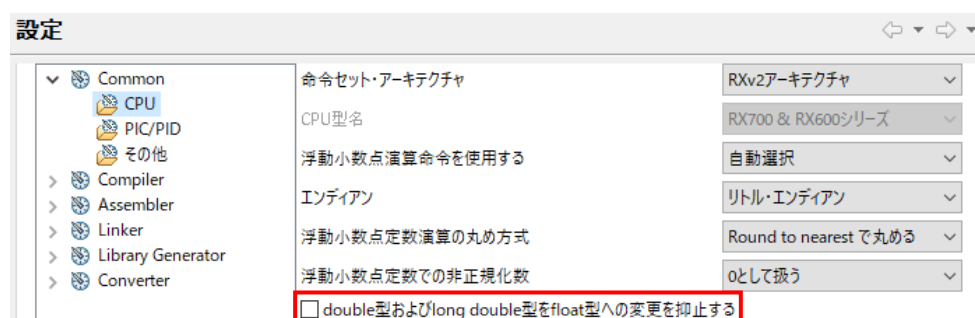 設定
Common
CPU
PIC/PID
その他
Compiler
Assembler
Linker
Library Generator
Converter
命令セット・アーキテクチャ RXv2アーキテクチャ
CPU型名 RX700 & RX600シリーズ
浮動小数点演算命令を使用する 自動選択
エンディアン リトル・エンディアン
浮動小数点定数演算の丸め方式 Round to nearest で丸める
浮動小数点定数での非正規化数 0として扱う
double型およびlong double型をfloat型への変更を抑止する